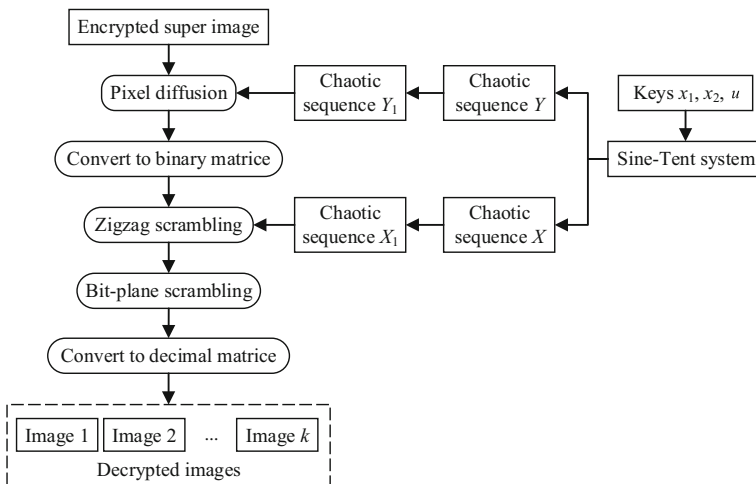 Encrypted super image
Pixel diffusion
Chaotic
sequence Y₁
Chaotic
sequence Y
Keys x₁, x₂, u
Convert to binary matrice
Sine-Tent system
Zigzag scrambling
Chaotic
sequence X₁
Chaotic
sequence X
Bit-plane scrambling
Convert to decimal matrice
Image 1
Image 2
...
Image k
Decrypted images